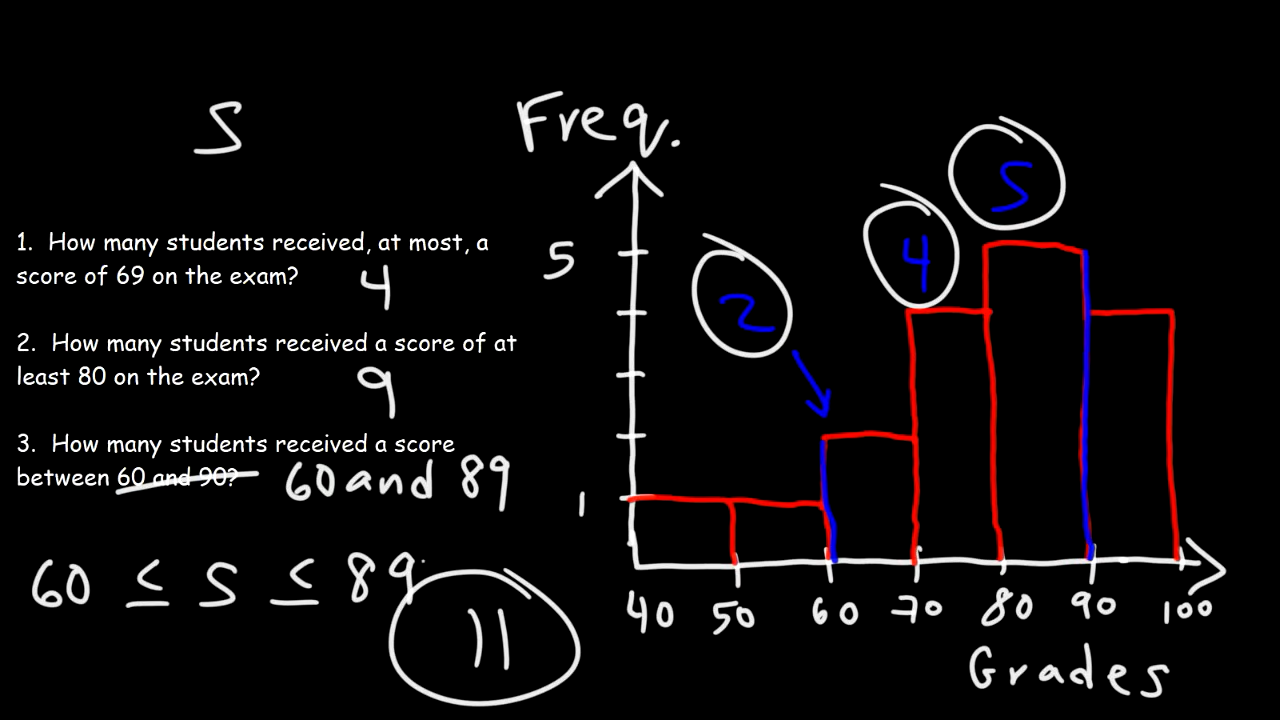 S
1. How many students received, at most, a
score of 69 on the exam?
4
2. How many students received a score of at
least 80 on the exam?
9
3. How many students received a score
between 60 and 90? 60 and 89
60 ≤ S ≤ 89
11
Freq.
5
1
2
4
5
40 50 60 70 80 90 100
Grades